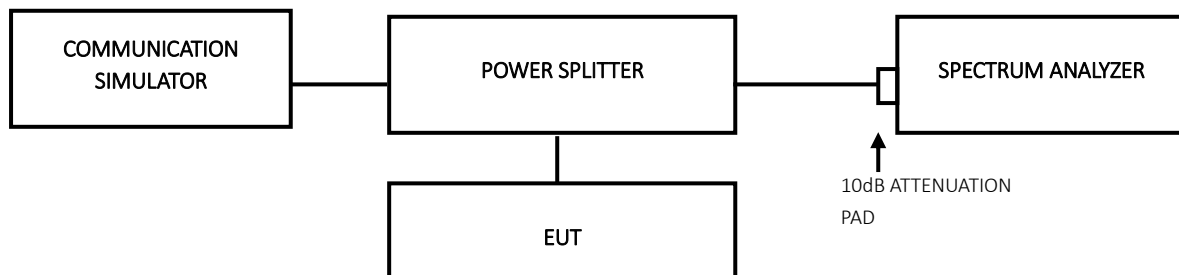 COMMUNICATION
SIMULATOR
POWER SPLITTER
SPECTRUM ANALYZER
10dB ATTENUATION
PAD
EUT